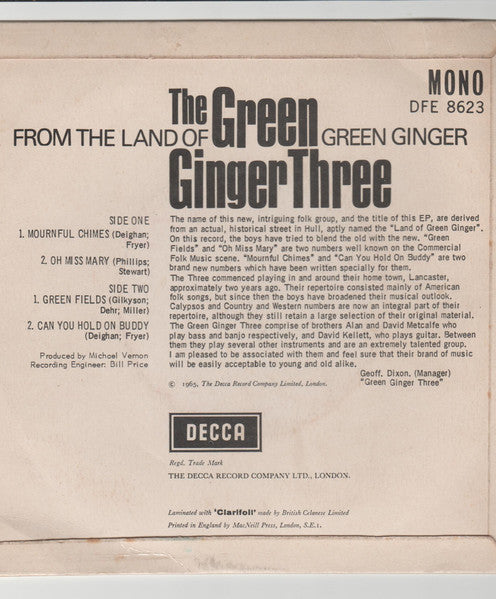 MONO
DFE 8623
The Green
FROM THE LAND OF GREEN GINGER
Ginger Three
SIDE ONE
1. MOURNFUL CHIMES (Deighan;
Fryer)
2. OH MISS MARY (Phillips;
Stewart)
SIDE TWO
1. GREEN FIELDS (Gilkyson;
Dehr; Miller)
2. CAN YOU HOLD ON BUDDY
(Deighan; Fryer)
Produced by Michael Vernon
Recording Engineer: Bill Price
The name of this new, intriguing folk group, and the title of this EP, are derived
from an actual, historical street in Hull, aptly named the "Land of Green Ginger".
On this record, the boys have tried to blend the old with the new. "Green
Fields" and "Oh Miss Mary" are two numbers well known on the Commercial
Folk Music scene. "Mournful Chimes" and "Can You Hold On Buddy" are two
brand new numbers which have been written specially for them.
The Three commenced playing in and around their home town, Lancaster,
approximately two years ago. Their repertoire consisted mainly of American
folk songs, but since then the boys have broadened their musical outlook.
Calypsos and Country and Western numbers are now an integral part of their
repertoire, although they still retain a large selection of their original material.
The Green Ginger Three comprise of brothers Alan and David Metcalfe who
play bass and banjo respectively, and David Kellett, who plays guitar. Between
them they play several other instruments and are an extremely talented group.
I am pleased to be associated with them and feel sure that their brand of music
will be easily acceptable to young and old alike.
Geoff. Dixon. (Manager)
"Green Ginger Three"
© 1965, The Decca Record Company Limited, London.
DECCA
Regd. Trade Mark
THE DECCA RECORD COMPANY LTD., LONDON.
Laminated with 'Clarifoil' made by British Celanese Limited
Printed in England by MacNeill Press, London, S.E.1.